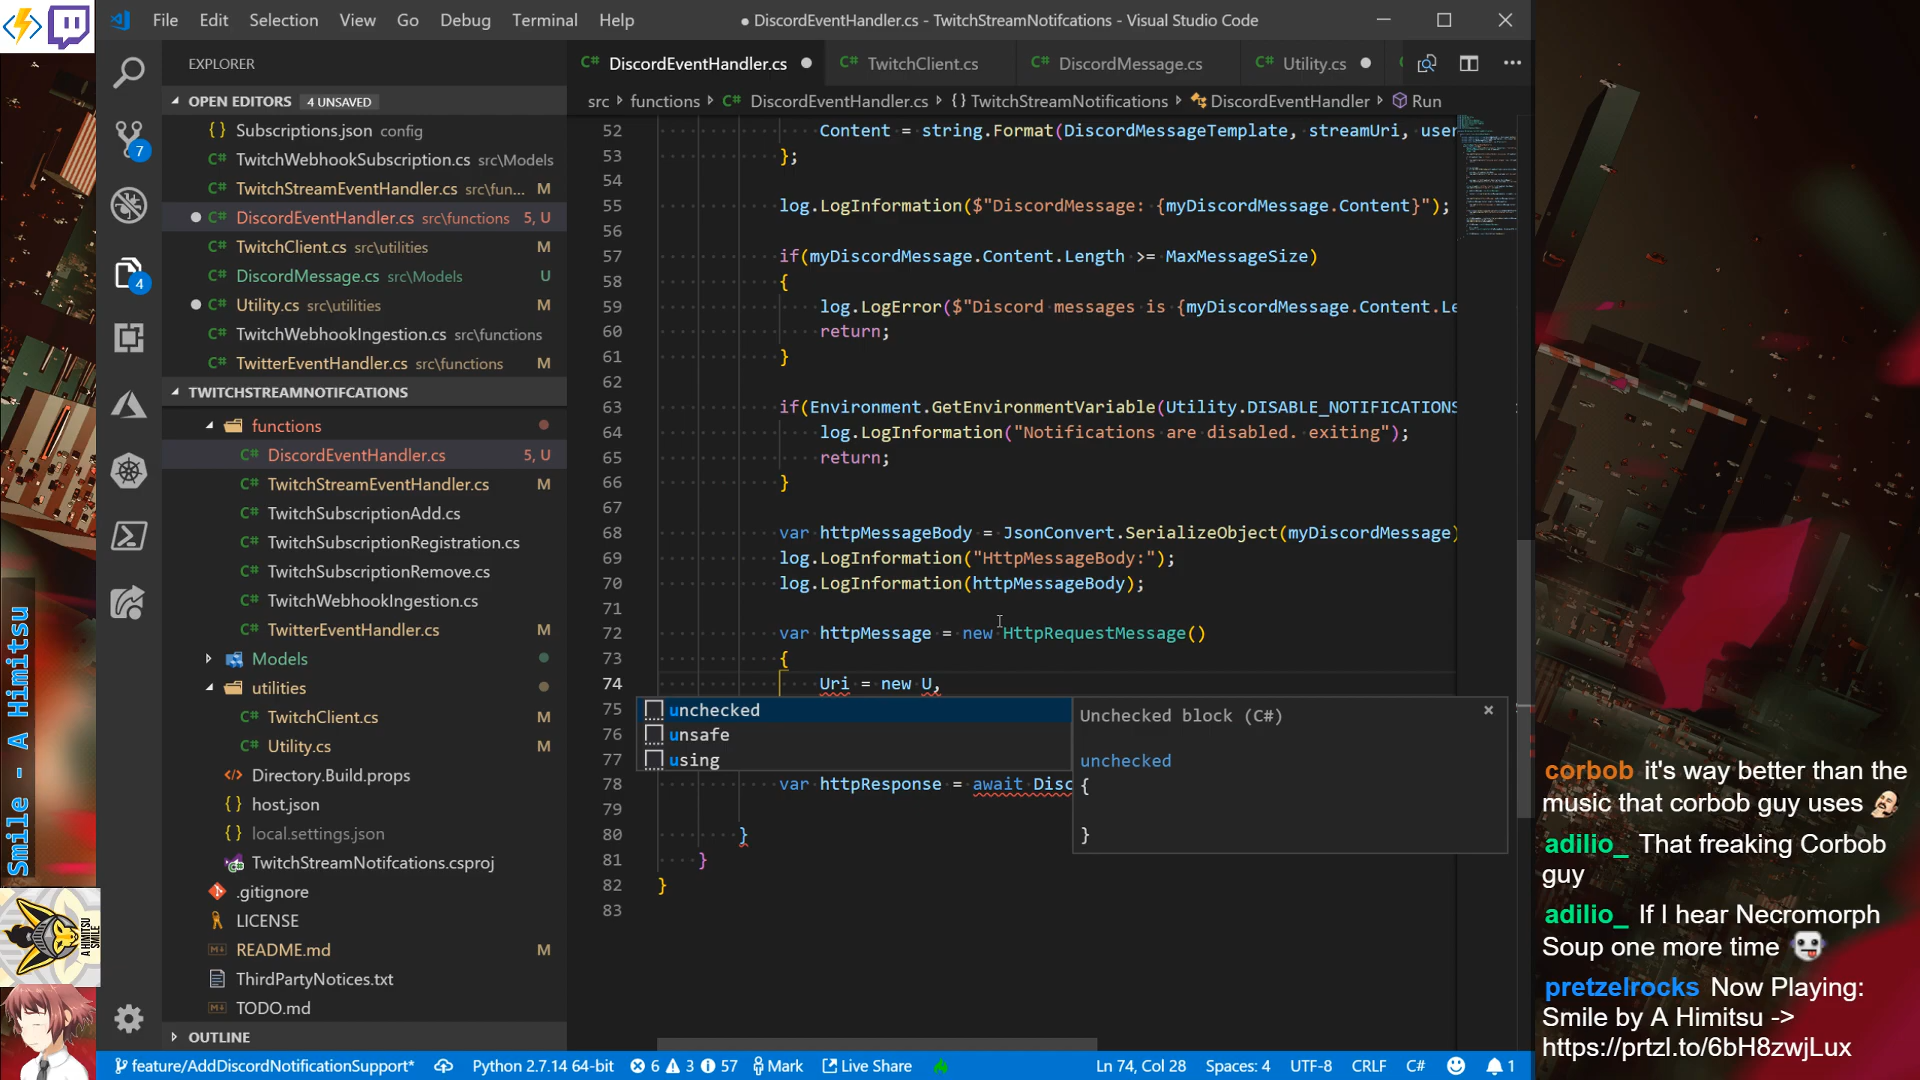 File Edit Selection View Go Debug Terminal Help
● DiscordEventHandler.cs - TwitchStreamNotifcations - Visual Studio Code
EXPLORER
OPEN EDITORS 4 UNSAVED
{} Subscriptions.json config
C# TwitchWebhookSubscription.cs src\Models
C# TwitchStreamEventHandler.cs src\fun... M
C# DiscordEventHandler.cs src\functions 5, U
C# TwitchClient.cs src\utilities M
C# DiscordMessage.cs src\Models U
C# Utility.cs src\utilities M
C# TwitchWebhookIngestion.cs src\functions
C# TwitterEventHandler.cs src\functions M
7
4
TWITCHSTREAMNOTIFCATIONS
functions
C# DiscordEventHandler.cs 5, U
C# TwitchStreamEventHandler.cs M
C# TwitchSubscriptionAdd.cs
C# TwitchSubscriptionRegistration.cs
C# TwitchSubscriptionRemove.cs
C# TwitchWebhookIngestion.cs
C# TwitterEventHandler.cs M
Models
utilities
C# TwitchClient.cs M
C# Utility.cs M
Directory.Build.props
{} host.json
{} local.settings.json
TwitchStreamNotifcations.csproj
.gitignore
LICENSE
README.md M
ThirdPartyNotices.txt
TODO.md
OUTLINE
C# DiscordEventHandler.cs ● C# TwitchClient.cs C# DiscordMessage.cs C# Utility.cs ●
src › functions › C# DiscordEventHandler.cs › {} TwitchStreamNotifications › DiscordEventHandler › Run
52 Content = string.Format(DiscordMessageTemplate, streamUri, user
53 };
54
55 log.LogInformation($"DiscordMessage: {myDiscordMessage.Content}");
56
57 if(myDiscordMessage.Content.Length >= MaxMessageSize)
58 {
59 log.LogError($"Discord messages is {myDiscordMessage.Content.Le
60 return;
61 }
62
63 if(Environment.GetEnvironmentVariable(Utility.DISABLE_NOTIFICATIONS
64 log.LogInformation("Notifications are disabled. exiting");
65 return;
66 }
67
68 var httpMessageBody = JsonConvert.SerializeObject(myDiscordMessage)
69 log.LogInformation("HttpMessageBody:");
70 log.LogInformation(httpMessageBody);
71
72 var httpMessage = new HttpRequestMessage()
73 {
74 Uri = new U,
75 unchecked
76 unsafe
77 using
78 var httpResponse = await Disc
79
80 }
81 }
82 }
83
Unchecked block (C#) ×
unchecked
{
}
corbob it's way better than the
music that corbob guy uses
adilio_ That freaking Corbob
guy
adilio_ If I hear Necromorph
Soup one more time
pretzelrocks Now Playing:
Smile by A Himitsu ->
https://prtzl.to/6bH8zwjLux
Smile - A Himitsu
A HIMITSU
SMILE
feature/AddDiscordNotificationSupport* Python 2.7.14 64-bit 6 3 57 Mark Live Share Ln 74, Col 28 Spaces: 4 UTF-8 CRLF C# 1